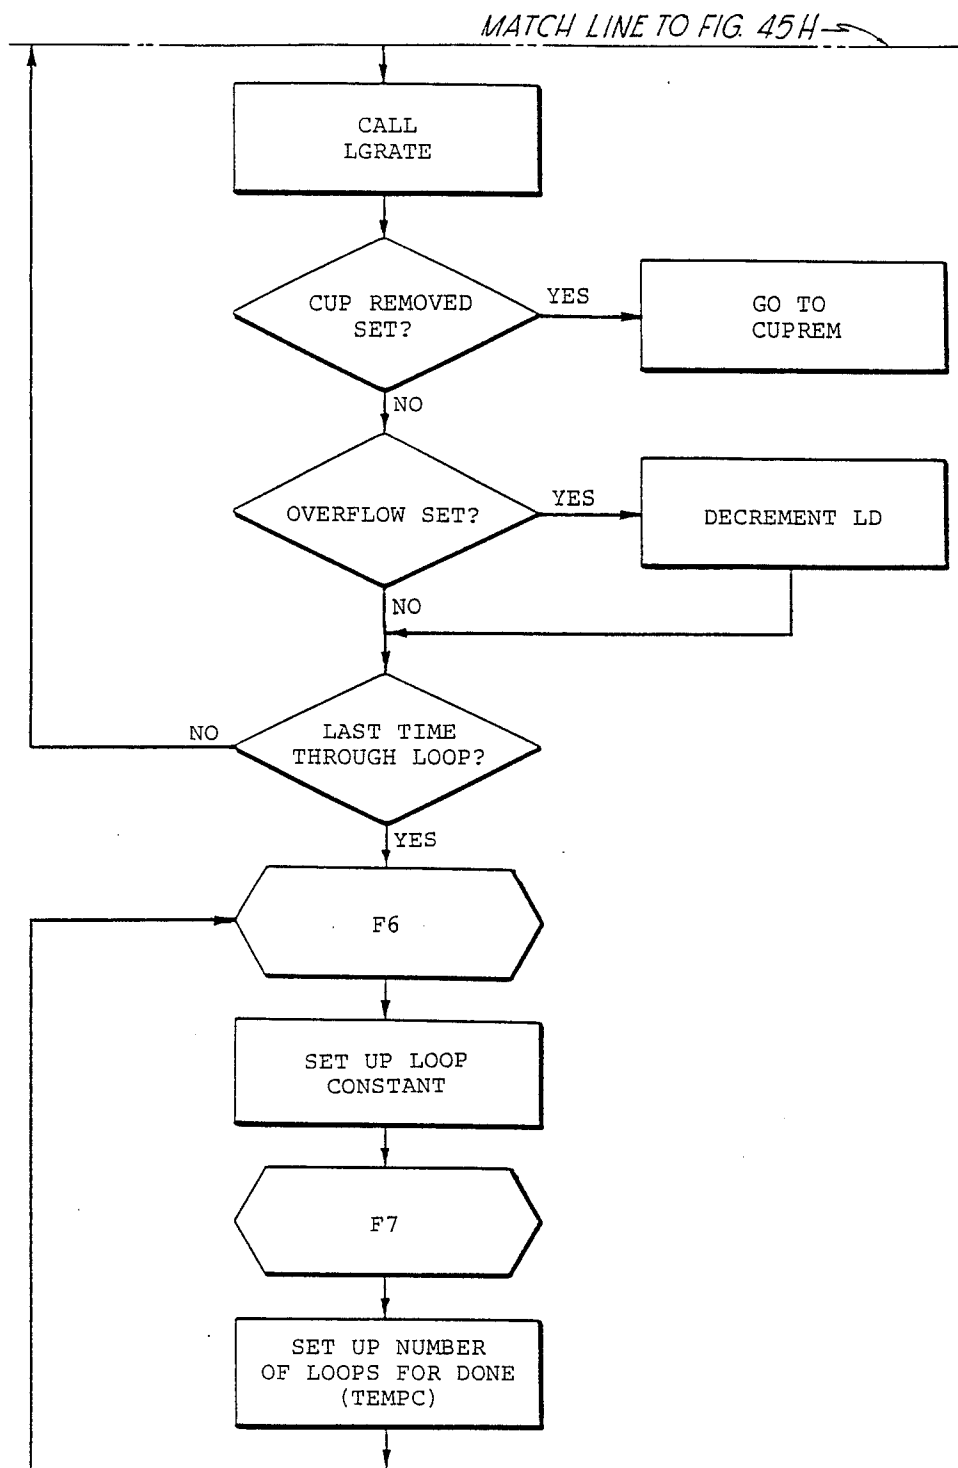 MATCH LINE TO FIG. 45H
CALL
LGRATE
CUP REMOVED
SET?
YES
GO TO
CUPREM
NO
OVERFLOW SET?
YES
DECREMENT LD
NO
LAST TIME
THROUGH LOOP?
NO
YES
F6
SET UP LOOP
CONSTANT
F7
SET UP NUMBER
OF LOOPS FOR DONE
(TEMPC)